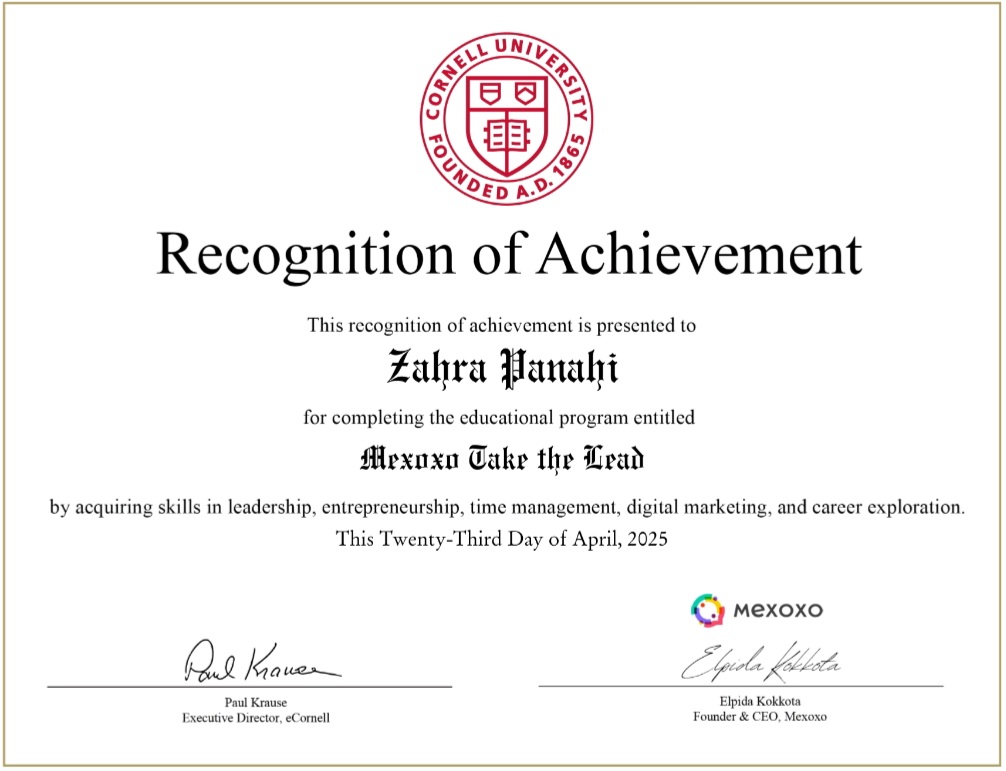 CORNELL UNIVERSITY
FOUNDED A.D. 1865
Recognition of Achievement
This recognition of achievement is presented to
Zahra Panahi
for completing the educational program entitled
Mexoxo Take the Lead
by acquiring skills in leadership, entrepreneurship, time management, digital marketing, and career exploration.
This Twenty-Third Day of April, 2025
мexoxo
Paul Krause
Elpida Kokkota
Paul Krause
Executive Director, eCornell
Elpida Kokkota
Founder & CEO, Mexoxo